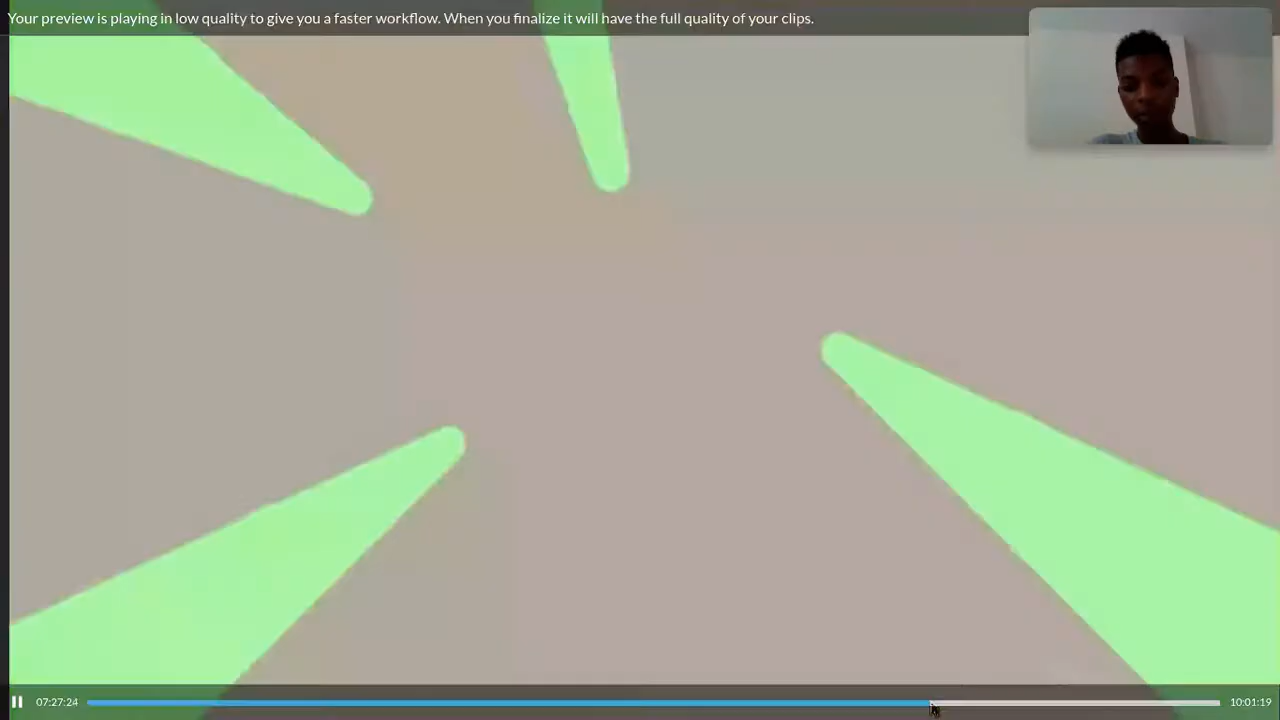 Your preview is playing in low quality to give you a faster workflow. When you finalize it will have the full quality of your clips.
07:27:24
10:01:19